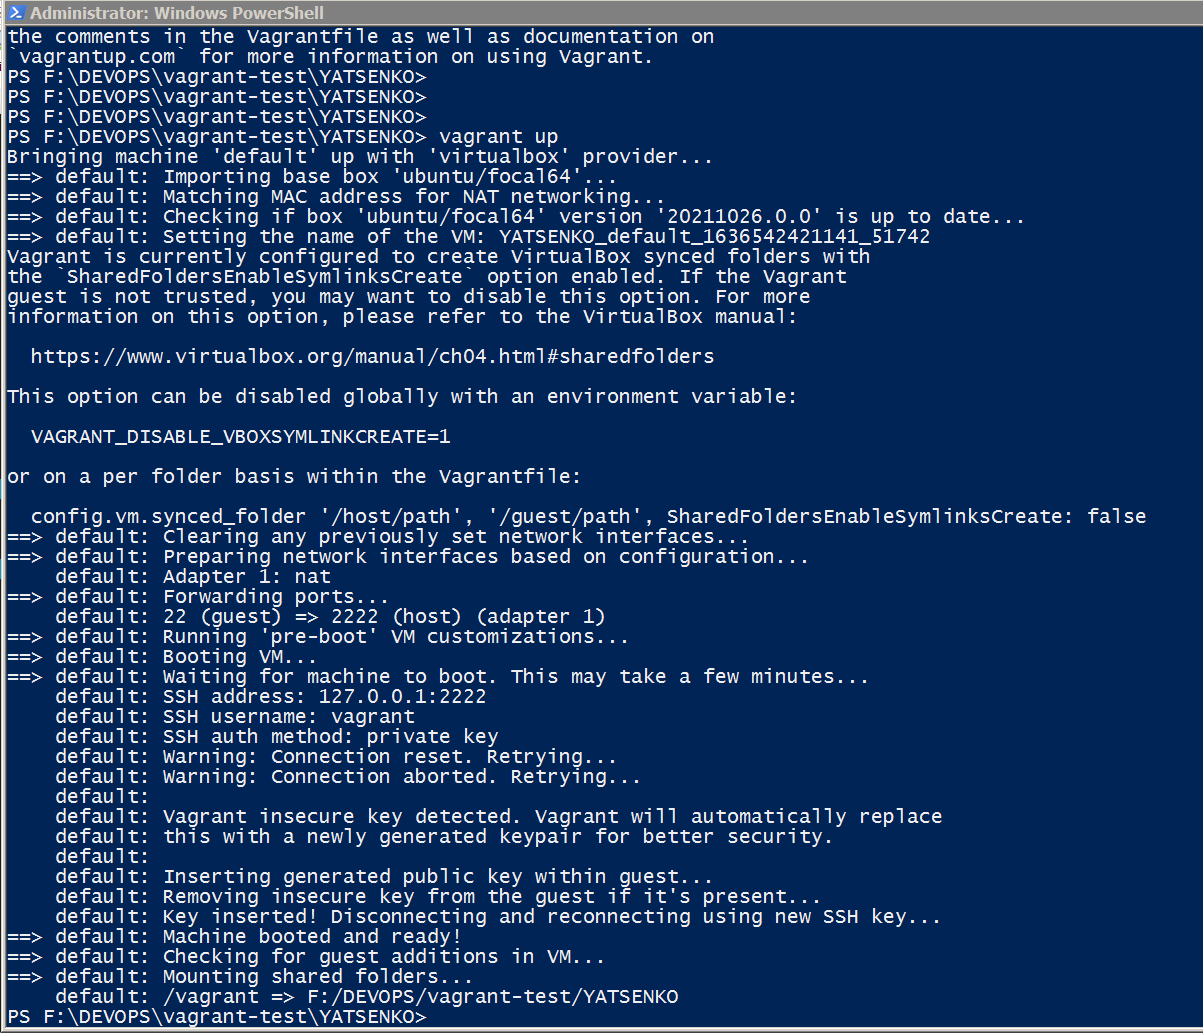 Administrator: Windows PowerShell
the comments in the Vagrantfile as well as documentation on
`vagrantup.com` for more information on using Vagrant.
PS F:\DEVOPS\vagrant-test\YATSENKO>
PS F:\DEVOPS\vagrant-test\YATSENKO>
PS F:\DEVOPS\vagrant-test\YATSENKO>
PS F:\DEVOPS\vagrant-test\YATSENKO> vagrant up
Bringing machine 'default' up with 'virtualbox' provider...
==> default: Importing base box 'ubuntu/focal64'...
==> default: Matching MAC address for NAT networking...
==> default: Checking if box 'ubuntu/focal64' version '20211026.0.0' is up to date...
==> default: Setting the name of the VM: YATSENKO_default_1636542421141_51742
Vagrant is currently configured to create VirtualBox synced folders with
the `SharedFoldersEnableSymlinksCreate` option enabled. If the Vagrant
guest is not trusted, you may want to disable this option. For more
information on this option, please refer to the VirtualBox manual:
https://www.virtualbox.org/manual/ch04.html#sharedfolders
This option can be disabled globally with an environment variable:
VAGRANT_DISABLE_VBOXSYMLINKCREATE=1
or on a per folder basis within the Vagrantfile:
config.vm.synced_folder '/host/path', '/guest/path', SharedFoldersEnableSymlinksCreate: false
==> default: Clearing any previously set network interfaces...
==> default: Preparing network interfaces based on configuration...
default: Adapter 1: nat
==> default: Forwarding ports...
default: 22 (guest) => 2222 (host) (adapter 1)
==> default: Running 'pre-boot' VM customizations...
==> default: Booting VM...
==> default: Waiting for machine to boot. This may take a few minutes...
default: SSH address: 127.0.0.1:2222
default: SSH username: vagrant
default: SSH auth method: private key
default: Warning: Connection reset. Retrying...
default: Warning: Connection aborted. Retrying...
default:
default: Vagrant insecure key detected. Vagrant will automatically replace
default: this with a newly generated keypair for better security.
default:
default: Inserting generated public key within guest...
default: Removing insecure key from the guest if it's present...
default: Key inserted! Disconnecting and reconnecting using new SSH key...
==> default: Machine booted and ready!
==> default: Checking for guest additions in VM...
==> default: Mounting shared folders...
default: /vagrant => F:/DEVOPS/vagrant-test/YATSENKO
PS F:\DEVOPS\vagrant-test\YATSENKO>